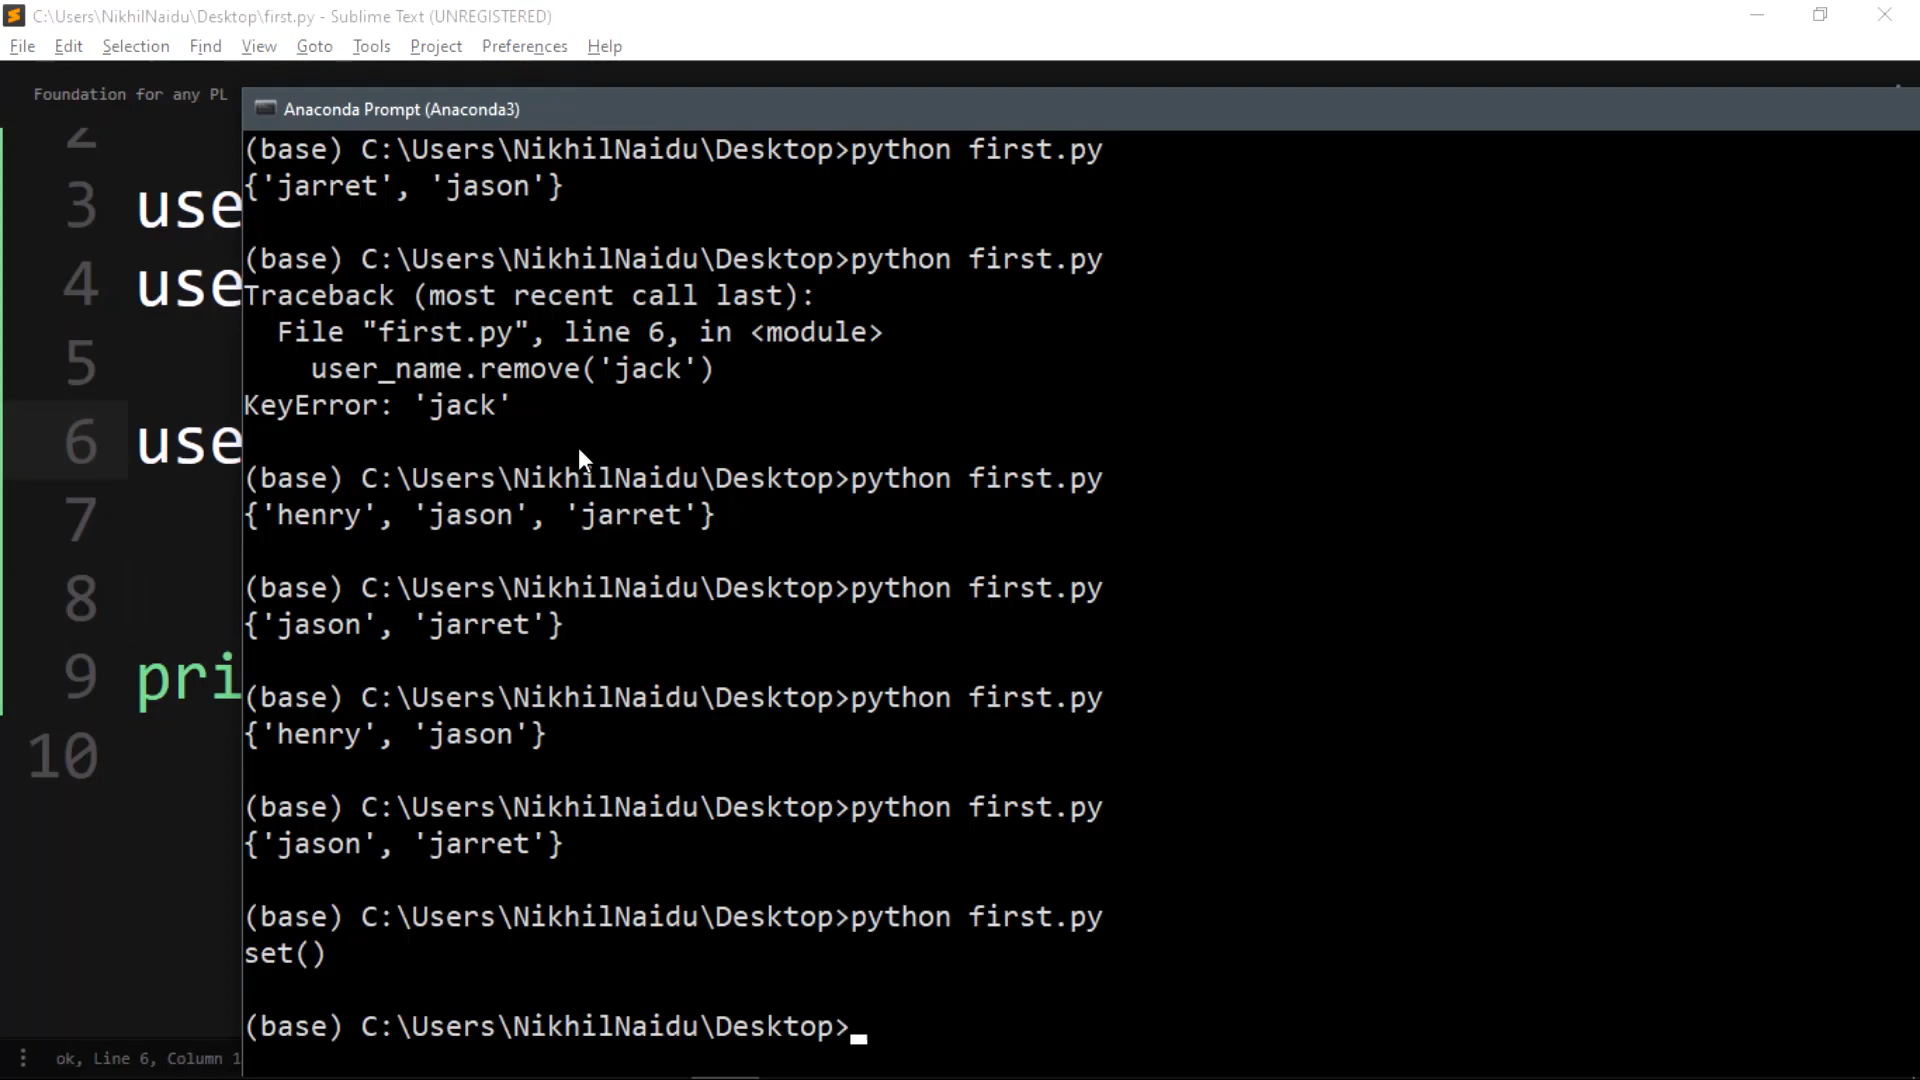 C:\Users\NikhilNaidu\Desktop\first.py - Sublime Text (UNREGISTERED)
File Edit Selection Find View Goto Tools Project Preferences Help
Foundation for any PL
Anaconda Prompt (Anaconda3)
2
3 use
4 use
5
6 use
7
8
9 pri
10
(base) C:\Users\NikhilNaidu\Desktop>python first.py
{'jarret', 'jason'}
(base) C:\Users\NikhilNaidu\Desktop>python first.py
Traceback (most recent call last):
File "first.py", line 6, in <module>
user_name.remove('jack')
KeyError: 'jack'
(base) C:\Users\NikhilNaidu\Desktop>python first.py
{'henry', 'jason', 'jarret'}
(base) C:\Users\NikhilNaidu\Desktop>python first.py
{'jason', 'jarret'}
(base) C:\Users\NikhilNaidu\Desktop>python first.py
{'henry', 'jason'}
(base) C:\Users\NikhilNaidu\Desktop>python first.py
{'jason', 'jarret'}
(base) C:\Users\NikhilNaidu\Desktop>python first.py
set()
(base) C:\Users\NikhilNaidu\Desktop>
ok, Line 6, Column 1